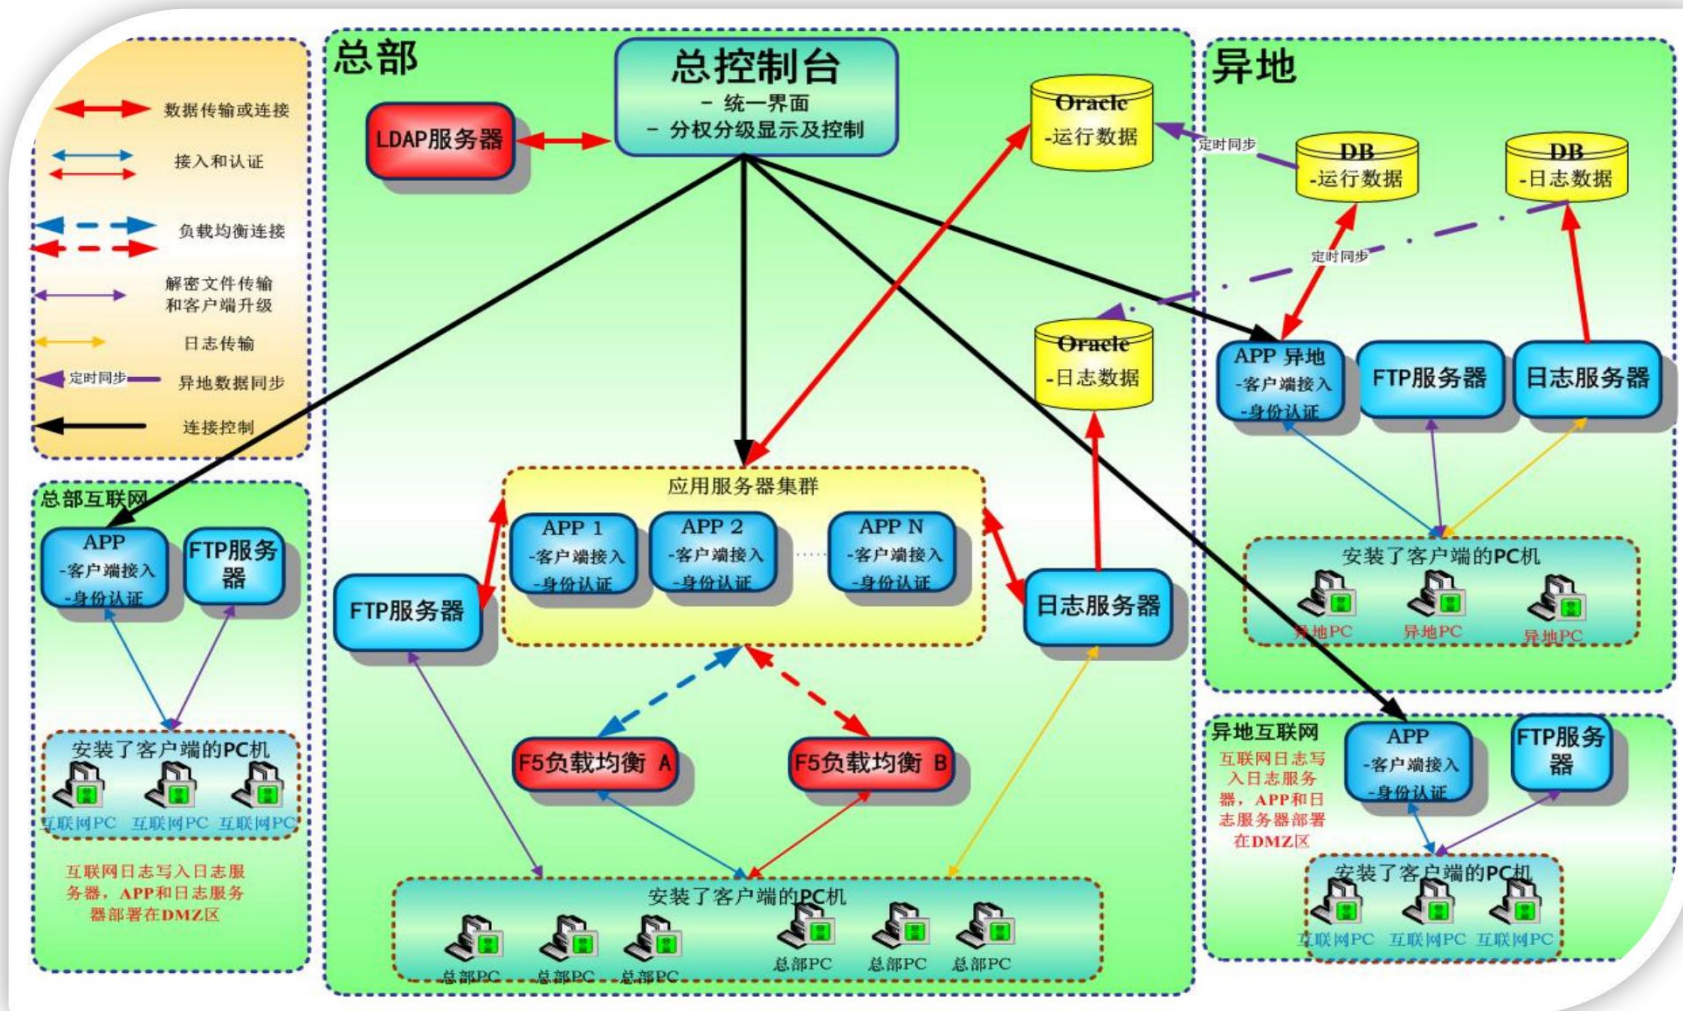 数据传输或连接
接入和认证
负载均衡连接
解密文件传输
和客户端升级
日志传输
定时同步
异地数据同步
连接控制
总部
总控制台
- 统一界面
- 分权分级显示及控制
LDAP服务器
Oracle
-运行数据
Oracle
-日志数据
应用服务器集群
APP 1
-客户端接入
-身份认证
APP 2
-客户端接入
-身份认证
......
APP N
-客户端接入
-身份认证
FTP服务器
日志服务器
F5负载均衡 A
F5负载均衡 B
安装了客户端的PC机
总部PC
总部PC
总部PC
总部PC
总部PC
总部PC
异地
定时同步
DB
-运行数据
DB
-日志数据
定时同步
APP 异地
-客户端接入
-身份认证
FTP服务器
日志服务器
安装了客户端的PC机
异地PC
异地PC
异地PC
总部互联网
APP
-客户端接入
-身份认证
FTP服务
器
安装了客户端的PC机
互联网PC
互联网PC
互联网PC
互联网日志写入日志服
务器，APP和日志服务
器部署在DMZ区
异地互联网
互联网日志写
入日志服务
器，APP和日
志服务器部署
在DMZ区
APP
-客户端接入
-身份认证
FTP服务
器
安装了客户端的PC机
互联网PC
互联网PC
互联网PC